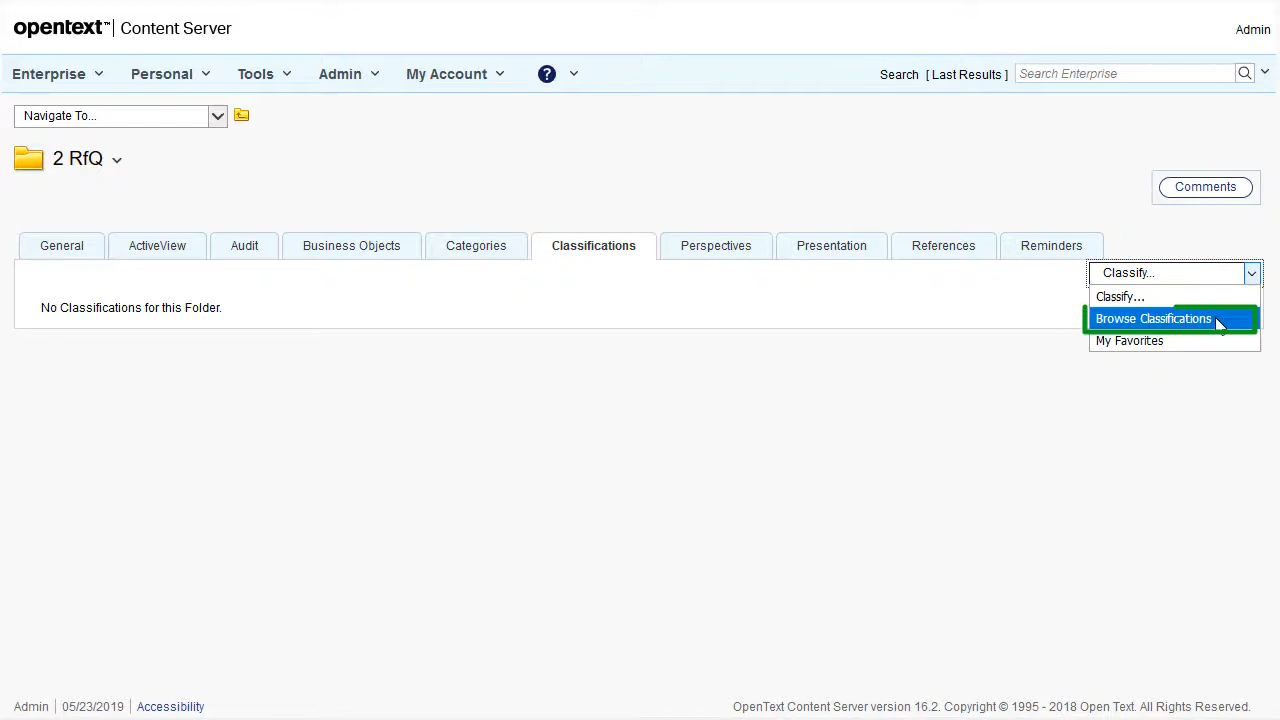 opentext™ | Content Server
Admin
Enterprise Personal Tools Admin My Account ? Search [ Last Results ] Search Enterprise
Navigate To...
2 RfQ
Comments
General ActiveView Audit Business Objects Categories Classifications Perspectives Presentation References Reminders
Classify...
Classify...
No Classifications for this Folder.
Browse Classifications
My Favorites
Admin | 05/23/2019 | Accessibility OpenText Content Server version 16.2. Copyright © 1995 - 2018 Open Text. All Rights Reserved.